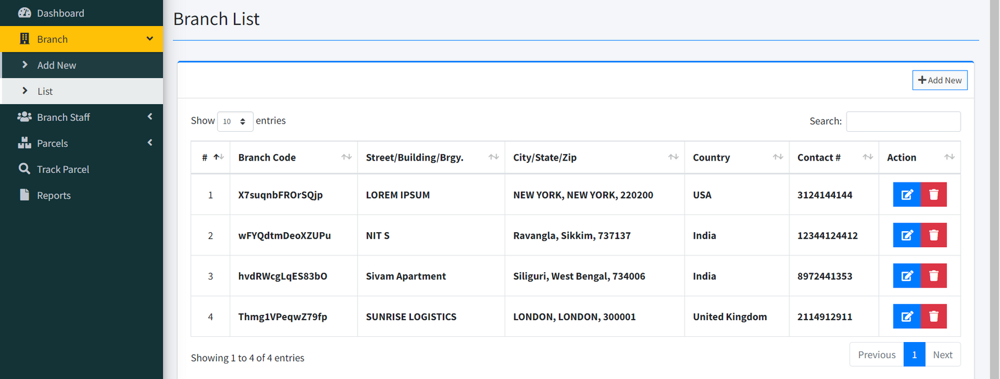 Dashboard
Branch
Add New
List
Branch Staff
Parcels
Track Parcel
Reports
Branch List
Add New
Show 10 entries
Search:
# Branch Code Street/Building/Brgy. City/State/Zip Country Contact # Action
1 X7suqnbFROrSQjp LOREM IPSUM NEW YORK, NEW YORK, 220200 USA 3124144144
2 wFYQdtmDeoXZUPu NIT S Ravangla, Sikkim, 737137 India 12344124412
3 hvdRWcgLqES83bO Sivam Apartment Siliguri, West Bengal, 734006 India 8972441353
4 Thmg1VPeqwZ79fp SUNRISE LOGISTICS LONDON, LONDON, 300001 United Kingdom 2114912911
Showing 1 to 4 of 4 entries
Previous 1 Next